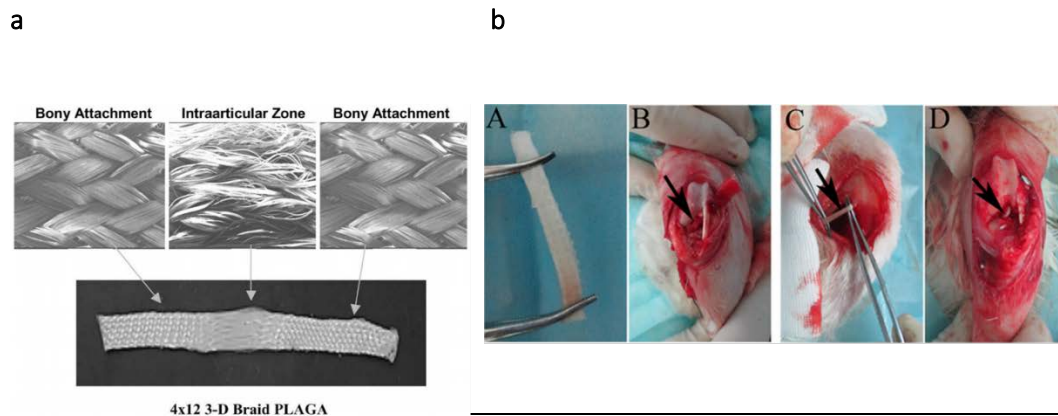 a
b
Bony Attachment
Intraarticular Zone
Bony Attachment
4x12 3-D Braid PLAGA
A
B
C
D